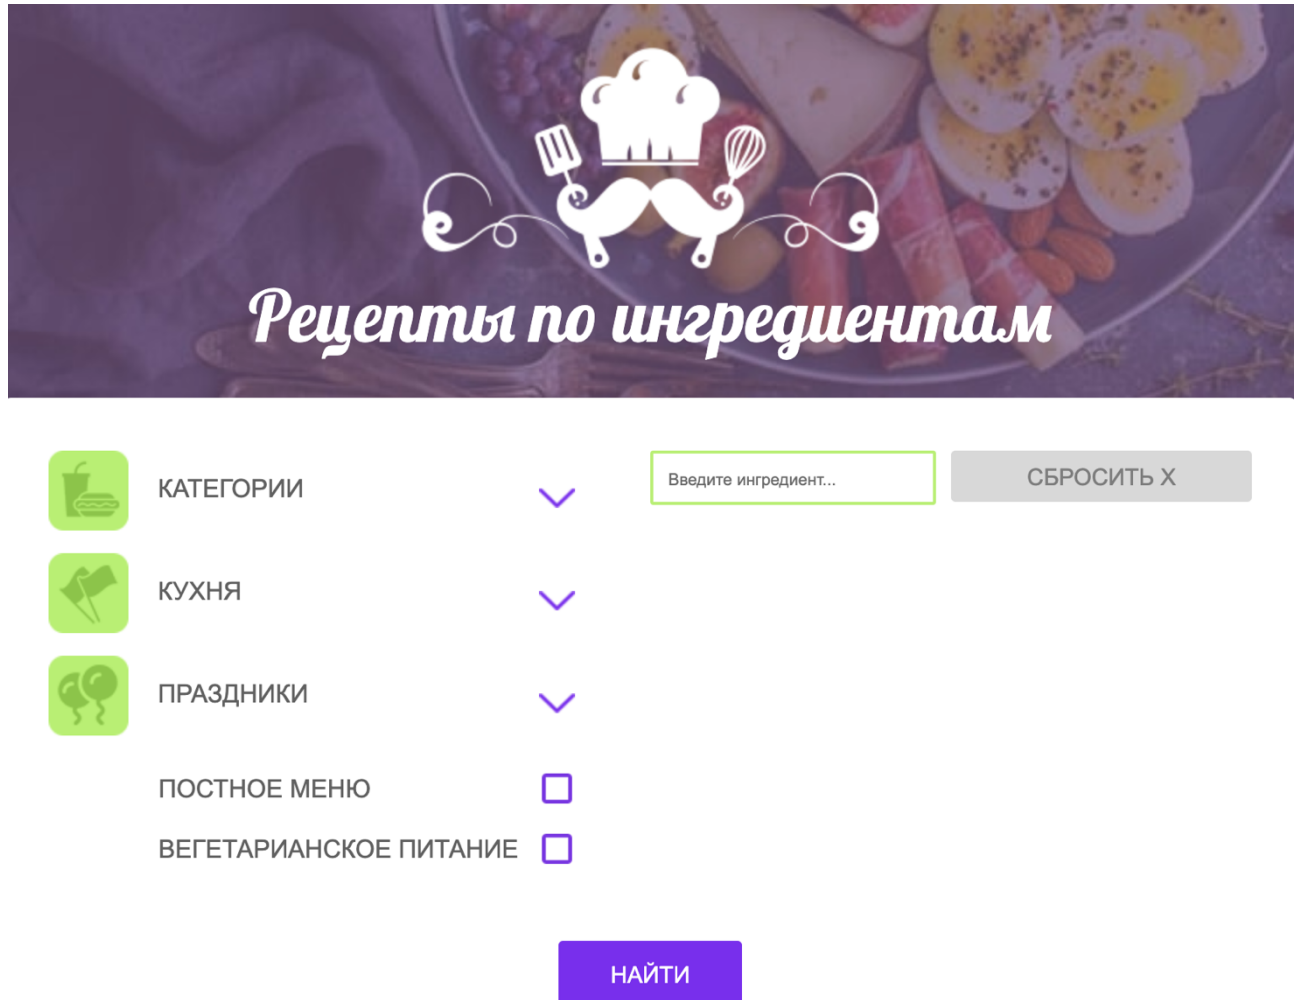 Рецепты по ингредиентам
КАТЕГОРИИ
Введите ингредиент...
СБРОСИТЬ X
КУХНЯ
ПРАЗДНИКИ
ПОСТНОЕ МЕНЮ
ВЕГЕТАРИАНСКОЕ ПИТАНИЕ
НАЙТИ